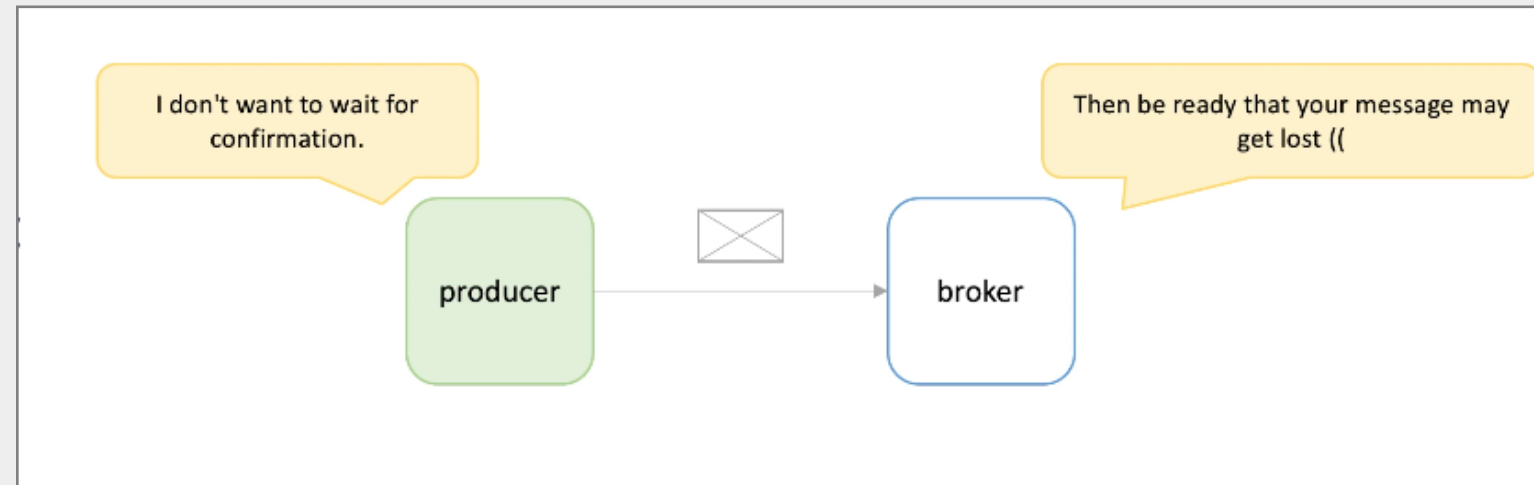 I don't want to wait for
confirmation.
Then be ready that your message may
get lost ((
producer
broker